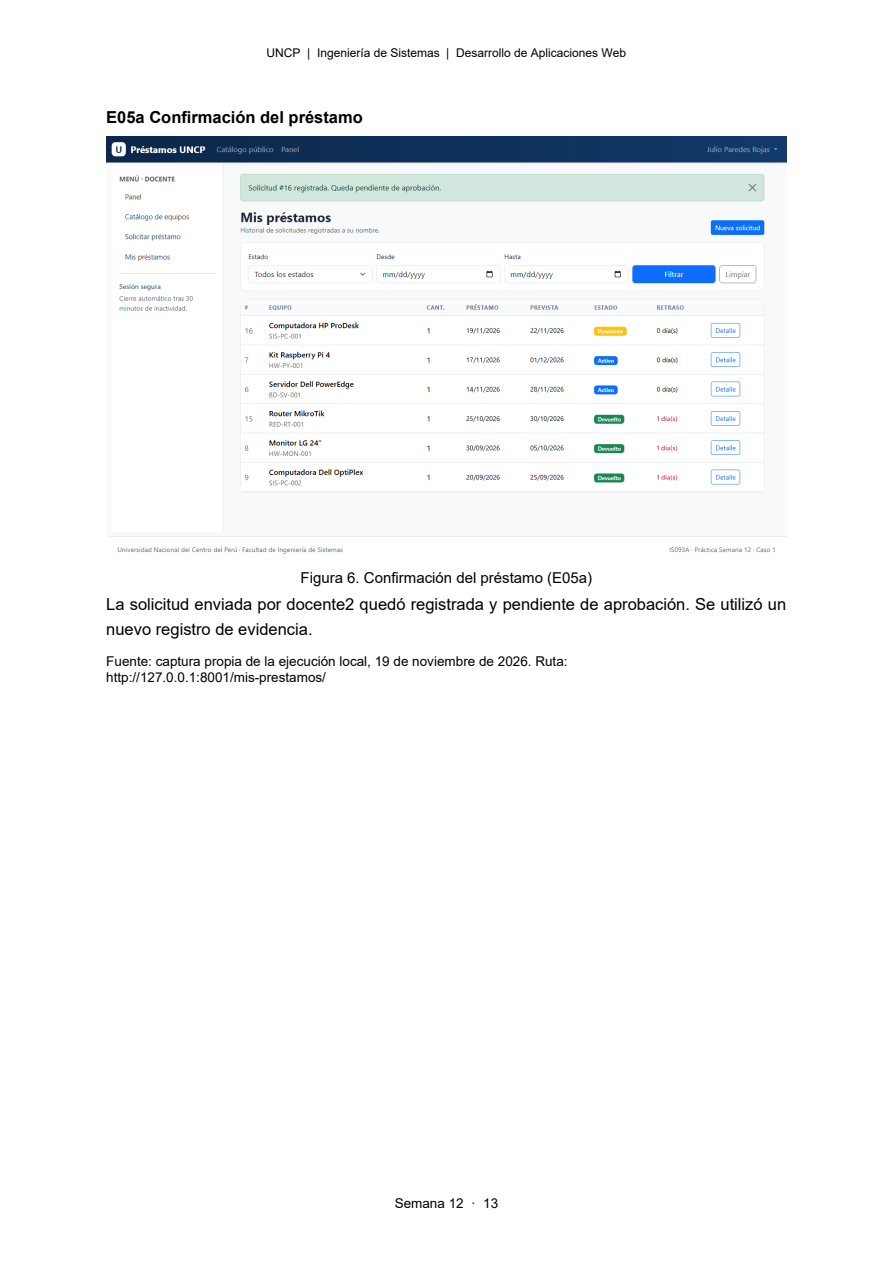 UNCP | Ingeniería de Sistemas | Desarrollo de Aplicaciones Web
E05a Confirmación del préstamo
U Préstamos UNCP Catálogo público Panel Julio Paredes Rojas
MENÚ · DOCENTE
Panel
Catálogo de equipos
Solicitar préstamo
Mis préstamos
Sesión segura
Cierre automático tras 30
minutos de inactividad.
Solicitud #16 registrada. Queda pendiente de aprobación.
Mis préstamos
Historial de solicitudes registradas a su nombre.
Nueva solicitud
Estado Desde Hasta
Todos los estados mm/dd/yyyy mm/dd/yyyy Filtrar Limpiar
# EQUIPO CANT. PRÉSTAMO PREVISTA ESTADO RETRASO
16 Computadora HP ProDesk 1 19/11/2026 22/11/2026 Pendiente 0 día(s) Detalle
SIS-PC-001
7 Kit Raspberry Pi 4 1 17/11/2026 01/12/2026 Activo 0 día(s) Detalle
HW-PY-001
6 Servidor Dell PowerEdge 1 14/11/2026 28/11/2026 Activo 0 día(s) Detalle
BD-SV-001
15 Router MikroTik 1 25/10/2026 30/10/2026 Devuelto 1 día(s) Detalle
RED-RT-001
8 Monitor LG 24" 1 30/09/2026 05/10/2026 Devuelto 1 día(s) Detalle
HW-MON-001
9 Computadora Dell OptiPlex 1 20/09/2026 25/09/2026 Devuelto 1 día(s) Detalle
SIS-PC-002
Universidad Nacional del Centro del Perú · Facultad de Ingeniería de Sistemas IS093A · Práctica Semana 12 · Caso 1
Figura 6. Confirmación del préstamo (E05a)
La solicitud enviada por docente2 quedó registrada y pendiente de aprobación. Se utilizó un
nuevo registro de evidencia.
Fuente: captura propia de la ejecución local, 19 de noviembre de 2026. Ruta:
http://127.0.0.1:8001/mis-prestamos/
Semana 12 · 13